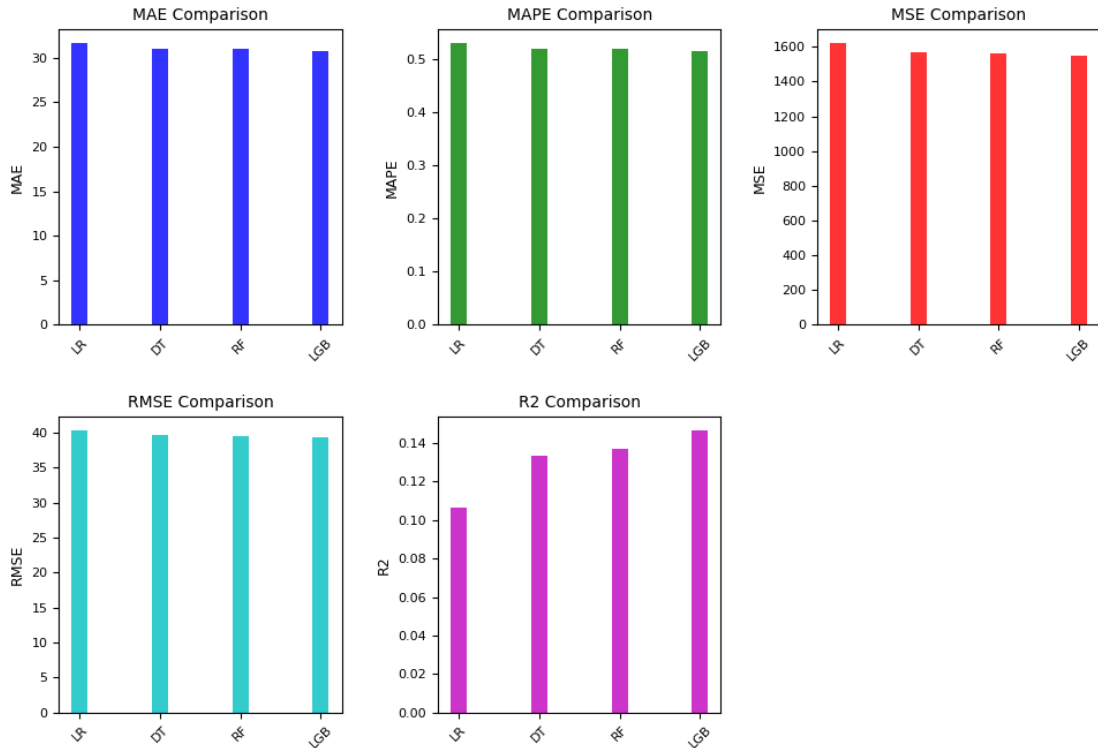 MAE Comparison
MAE
30
25
20
15
10
5
0
LR DT RF LGB
MAPE Comparison
MAPE
0.5
0.4
0.3
0.2
0.1
0.0
LR DT RF LGB
MSE Comparison
MSE
1600
1400
1200
1000
800
600
400
200
0
LR DT RF LGB
RMSE Comparison
RMSE
40
35
30
25
20
15
10
5
0
LR DT RF LGB
R2 Comparison
R2
0.14
0.12
0.10
0.08
0.06
0.04
0.02
0.00
LR DT RF LGB